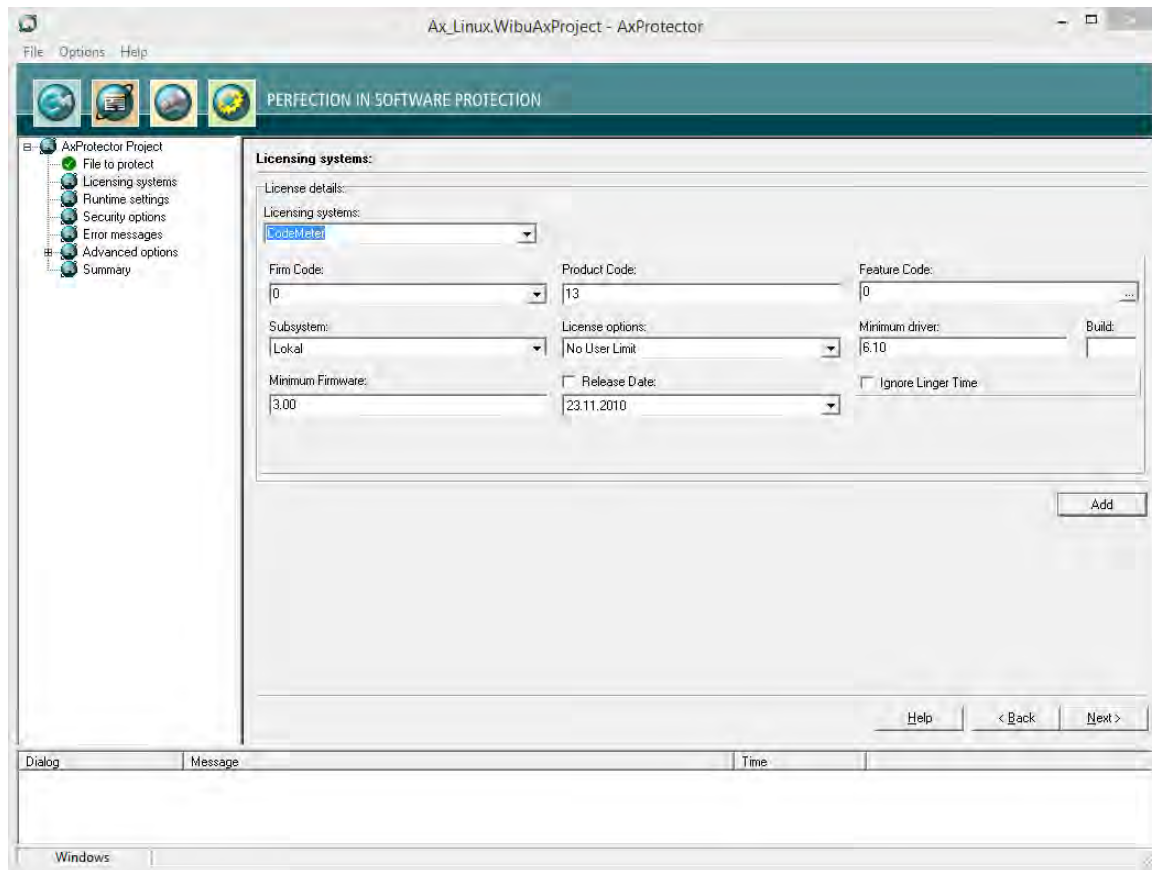 Ax_Linux.WibuAxProject - AxProtector
File Options Help
PERFECTION IN SOFTWARE PROTECTION
AxProtector Project
File to protect
Licensing systems
Runtime settings
Security options
Error messages
Advanced options
Summary
Licensing systems:
License details:
Licensing systems:
CodeMeter
Firm Code: Product Code: Feature Code:
0 13 0 ...
Subsystem: License options: Minimum driver: Build:
Lokal No User Limit 6.10
Minimum Firmware: Release Date: Ignore Linger Time
3.00 23.11.2010
Add
Help < Back Next >
Dialog Message Time
Windows